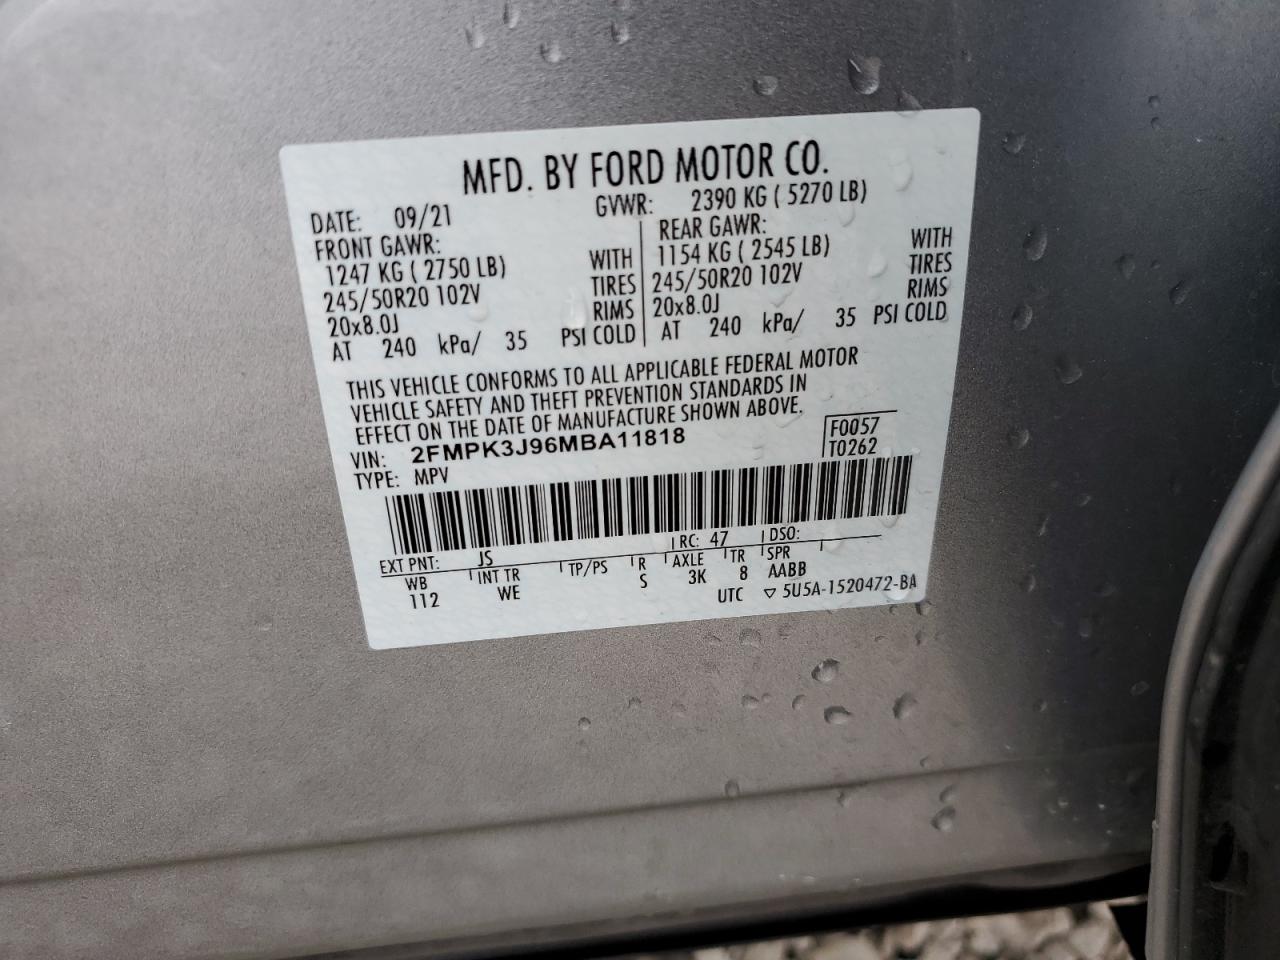 MFD. BY FORD MOTOR CO.
DATE: 09/21 GVWR: 2390 KG ( 5270 LB)
FRONT GAWR: REAR GAWR:
1247 KG ( 2750 LB) WITH 1154 KG ( 2545 LB) WITH
245/50R20 102V TIRES 245/50R20 102V TIRES
20x8.0J RIMS 20x8.0J RIMS
AT 240 kPa/ 35 PSI COLD AT 240 kPa/ 35 PSI COLD
THIS VEHICLE CONFORMS TO ALL APPLICABLE FEDERAL MOTOR
VEHICLE SAFETY AND THEFT PREVENTION STANDARDS IN
EFFECT ON THE DATE OF MANUFACTURE SHOWN ABOVE.
VIN: 2FMPK3J96MBA11818 F0057
TYPE: MPV T0262
EXT PNT: JS RC: 47 DSO:
WB INT TR TP/PS R AXLE TR SPR
112 WE S 3K 8 AABB
UTC ▽ 5U5A-1520472-BA